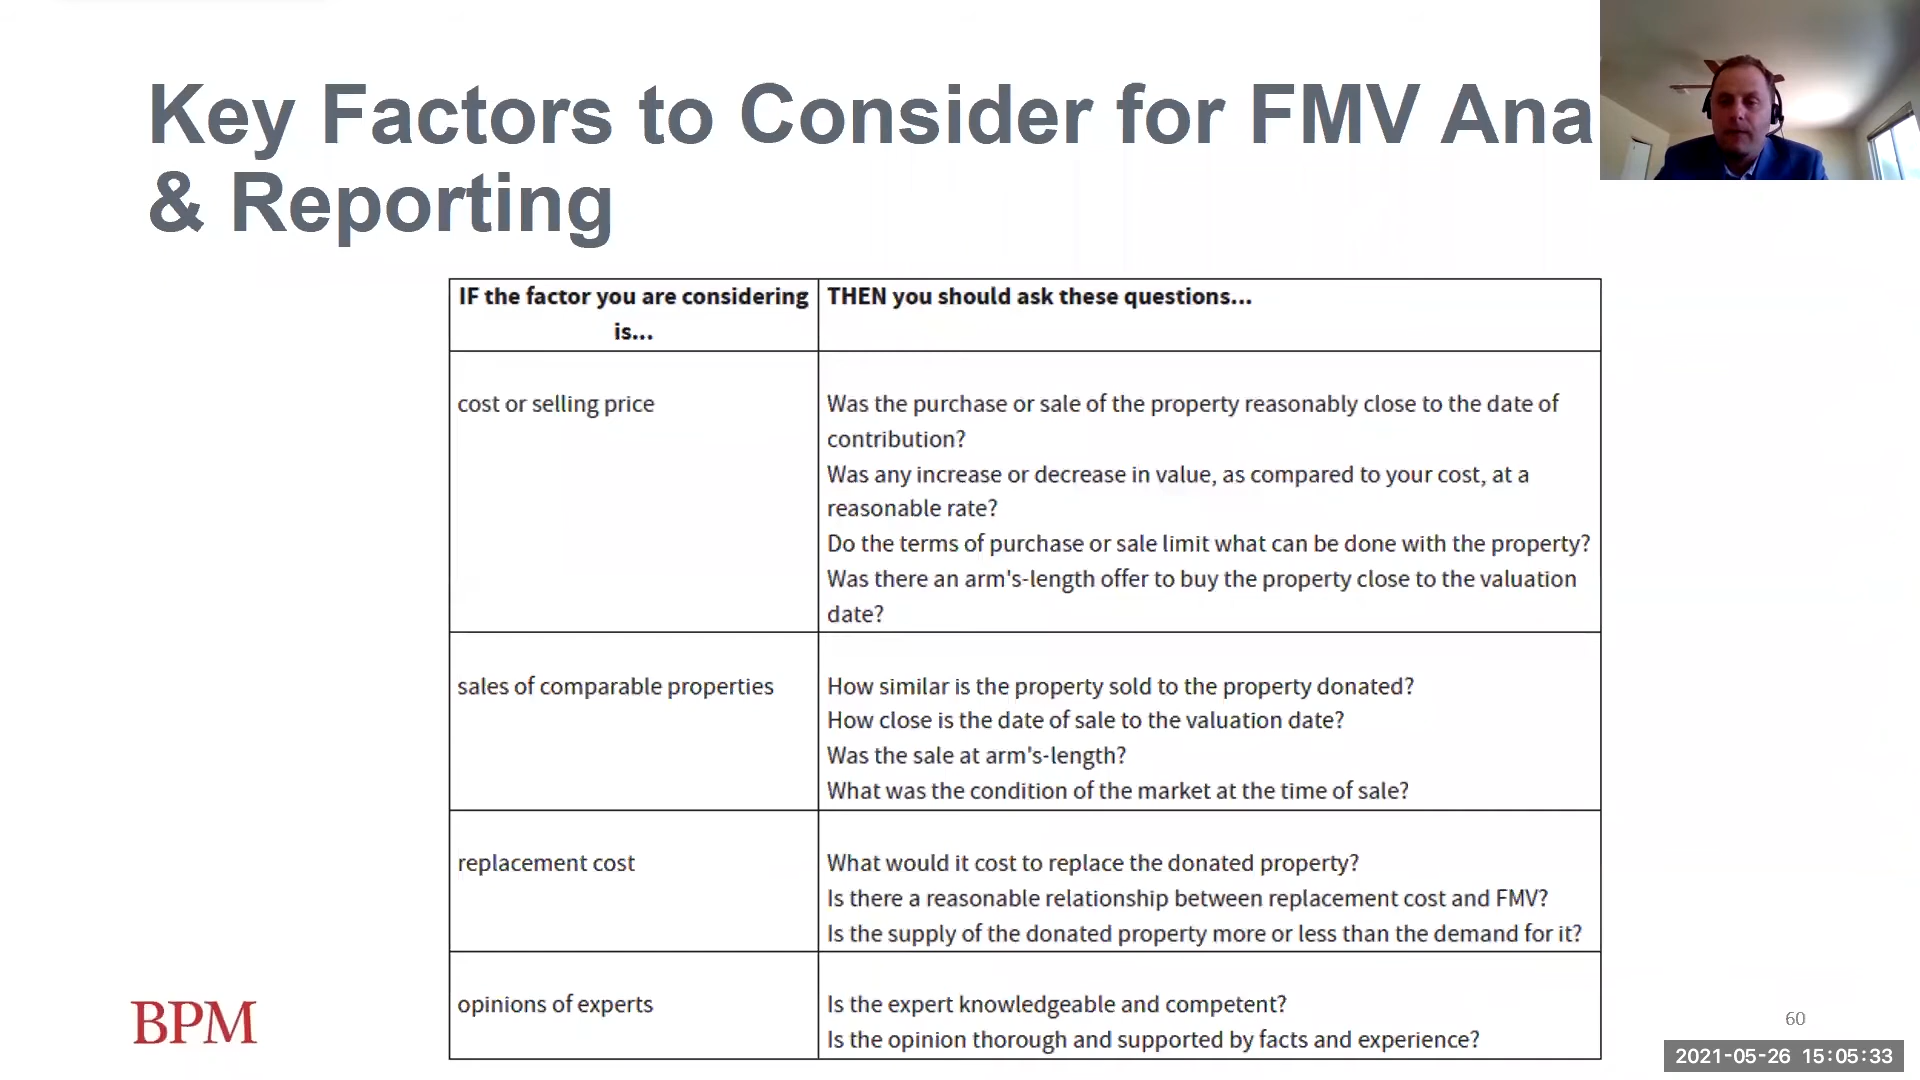 Key Factors to Consider for FMV Ana
& Reporting
IF the factor you are considering
is...
THEN you should ask these questions...
cost or selling price
Was the purchase or sale of the property reasonably close to the date of
contribution?
Was any increase or decrease in value, as compared to your cost, at a
reasonable rate?
Do the terms of purchase or sale limit what can be done with the property?
Was there an arm's-length offer to buy the property close to the valuation
date?
sales of comparable properties
How similar is the property sold to the property donated?
How close is the date of sale to the valuation date?
Was the sale at arm's-length?
What was the condition of the market at the time of sale?
replacement cost
What would it cost to replace the donated property?
Is there a reasonable relationship between replacement cost and FMV?
Is the supply of the donated property more or less than the demand for it?
opinions of experts
Is the expert knowledgeable and competent?
Is the opinion thorough and supported by facts and experience?
BPM
60
2021-05-26 15:05:33